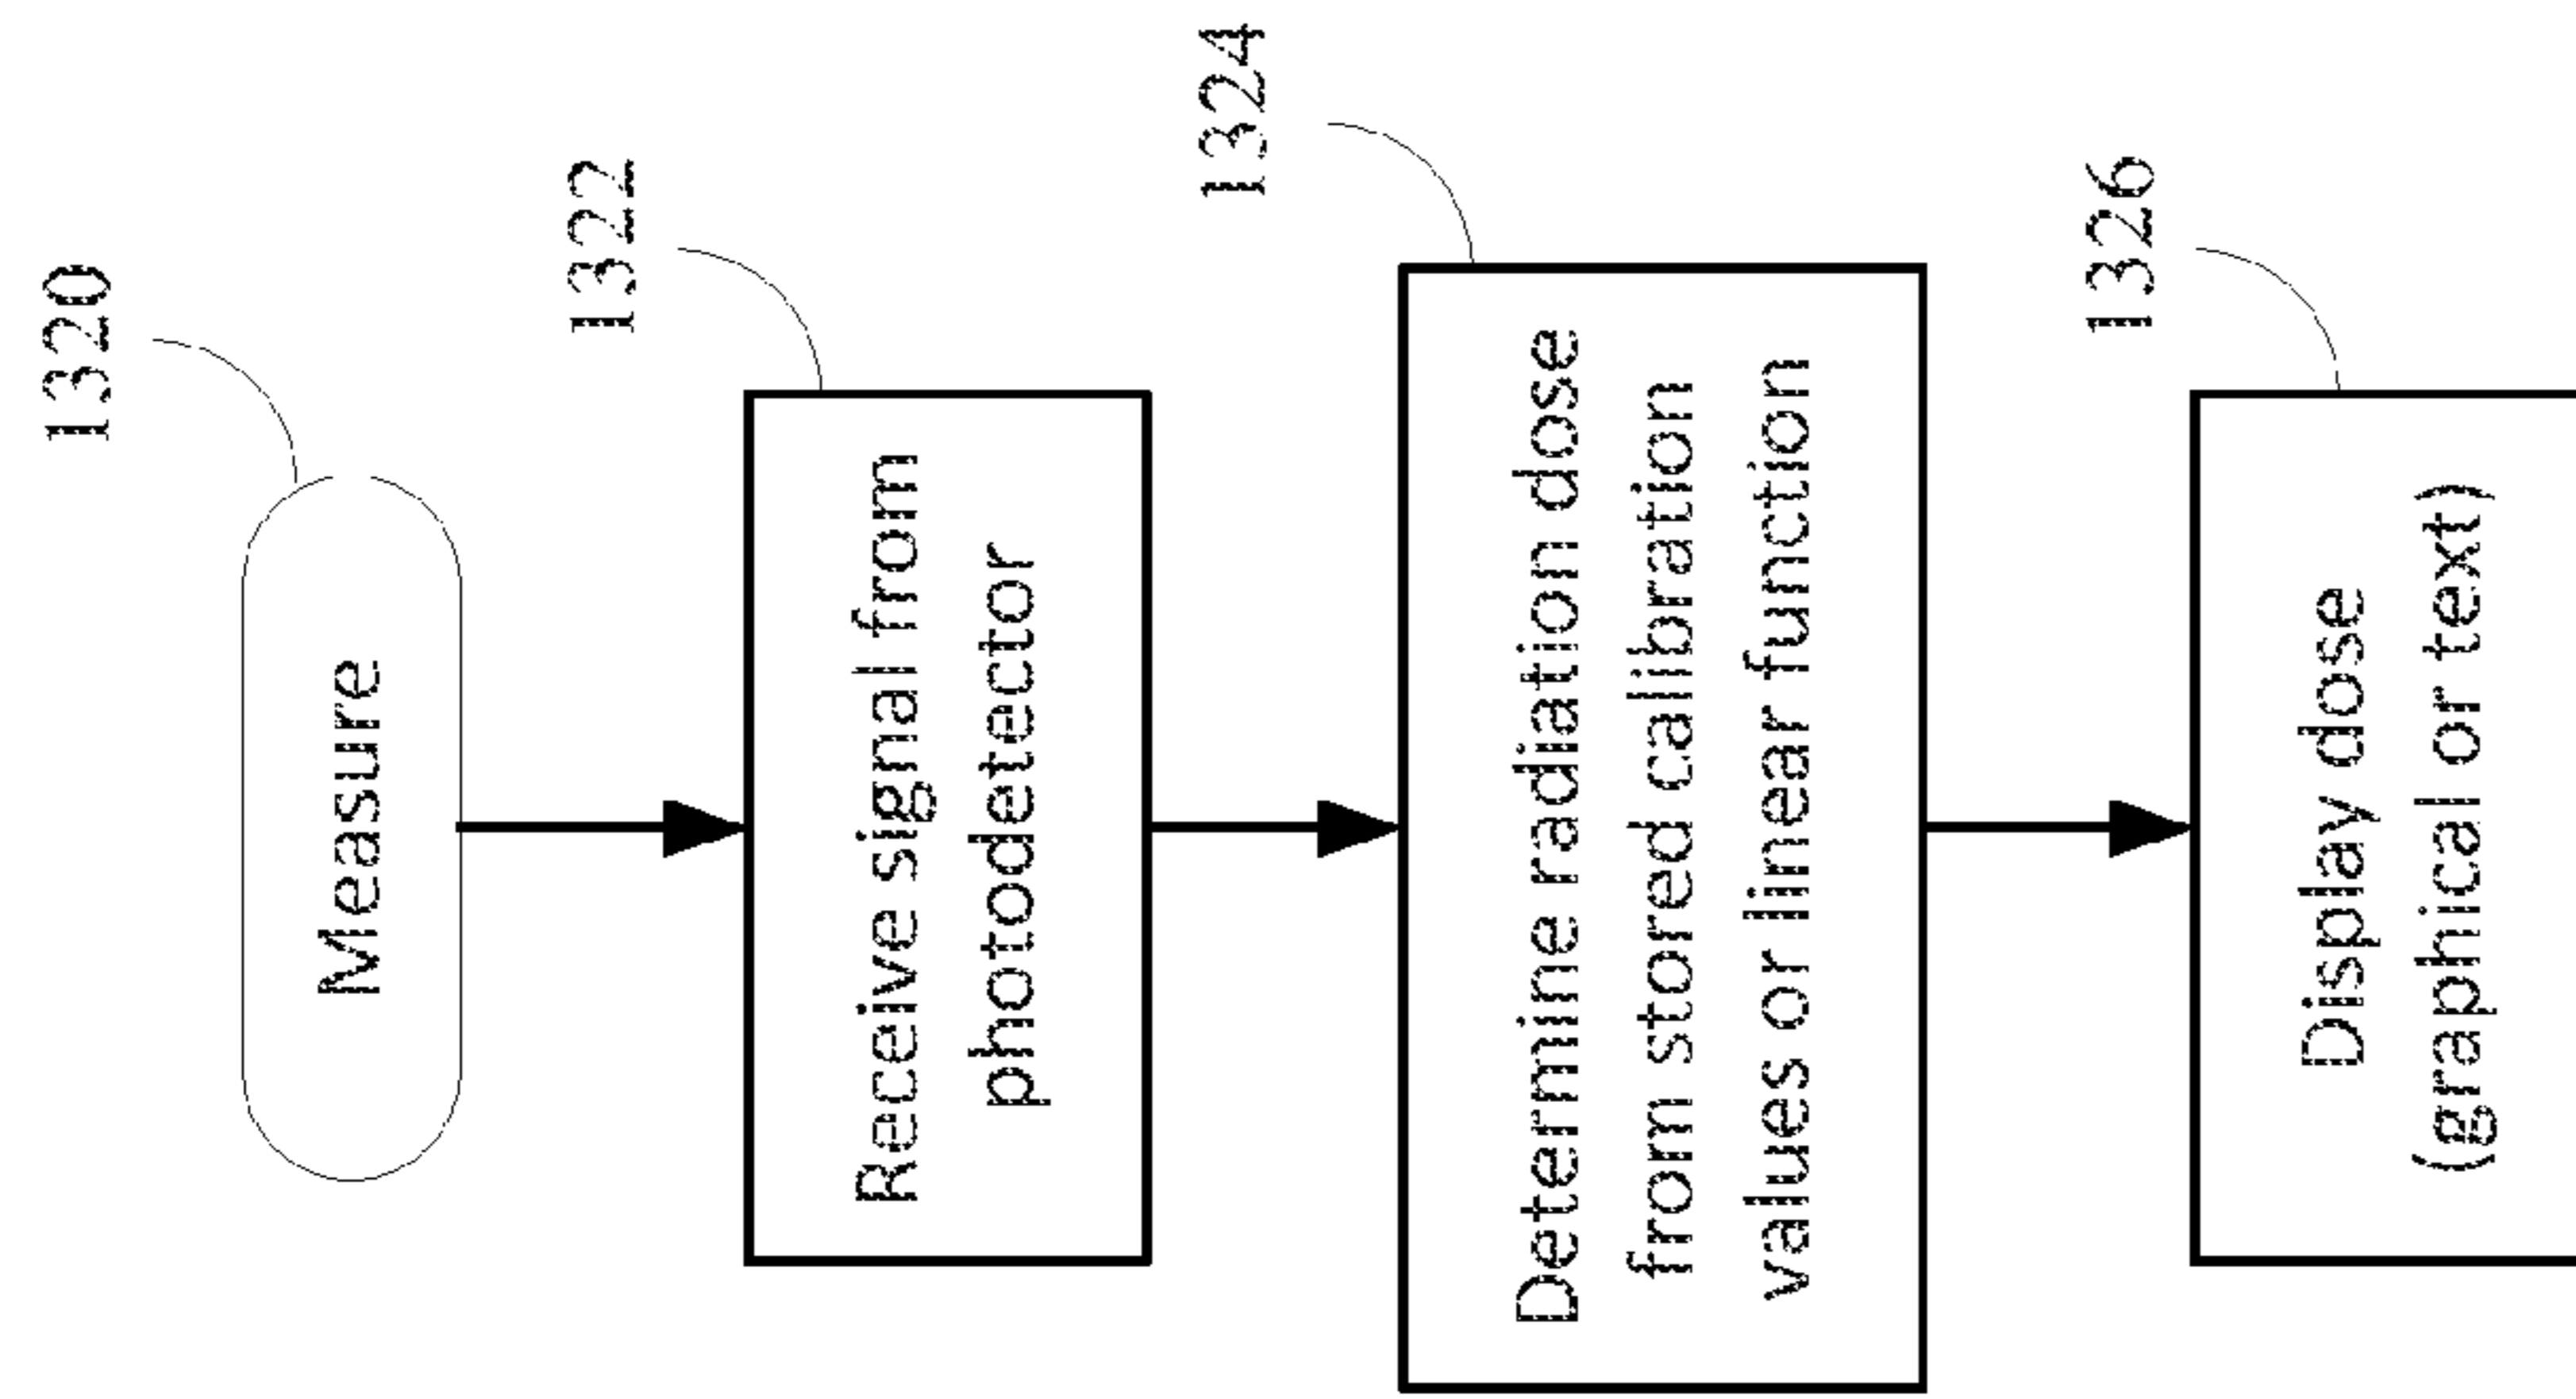 1320
Measure
1322
Receive signal from
photodetector
1324
Determine radiation dose
from stored calibration
values or linear function
1326
Display dose
(graphical or text)